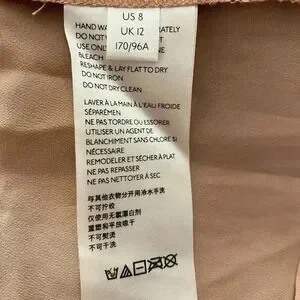 US 8
UK 12
170/96A
HAND WA RATELY
DO NOT
USE ONL
BLEACH
RESHAPE & LAY FLAT TO DRY
DO NOT IRON
DO NOT DRY CLEAN
LAVER À LA MAIN À L'EAU FROIDE
SÉPARÉMEN
NE PAS TORDRE OU ESSORER
UTILISER UN AGENT DE
BLANCHIMENT SANS CHLORE SI
NÉCESSAIRE
REMODELER ET SÉCHER À PLAT
NE PAS REPASSER
NE PAS NETTOYER À SEC
与其他衣物分开用冷水手洗
不可拧绞
仅使用无氯漂白剂
重塑形和平放晾干
不可熨烫
不可干洗